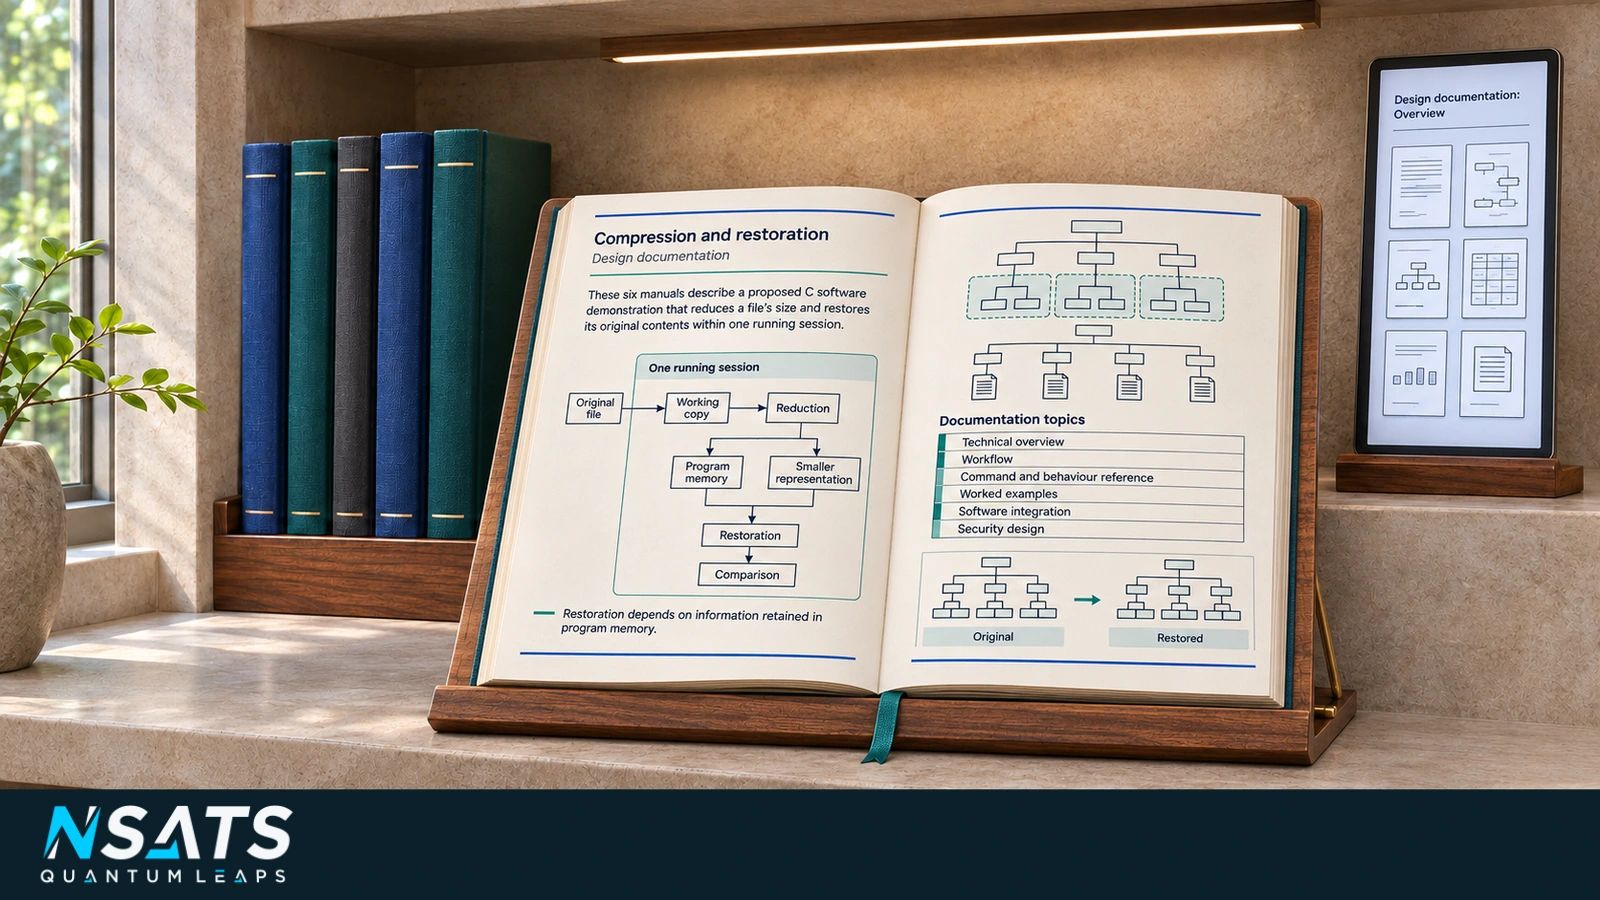 Compression and restoration
Design documentation
These six manuals describe a proposed C software
demonstration that reduces a file's size and restores
its original contents within one running session.
One running session
Original
file
Working
copy
Reduction
Program
memory
Smaller
representation
Restoration
Comparison
Restoration depends on information retained in
program memory.
Documentation topics
Technical overview
Workflow
Command and behaviour reference
Worked examples
Software integration
Security design
Original
Restored
Design documentation:
Overview
NSATS
QUANTUM LEAPS